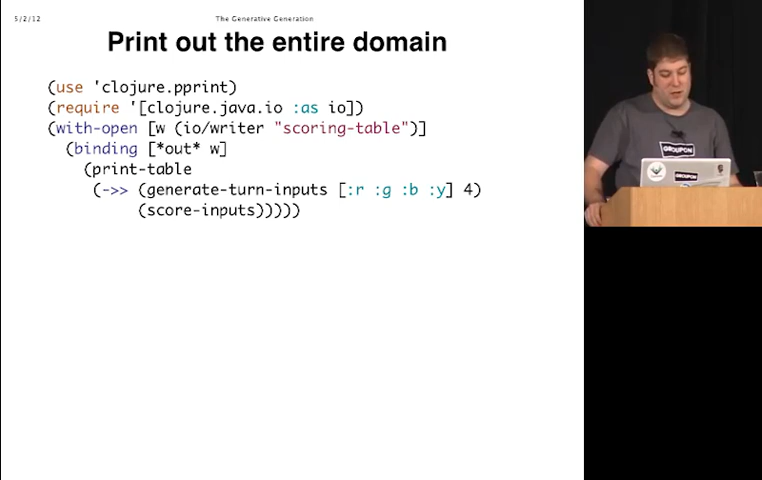 5/2/12
The Generative Generation
Print out the entire domain
(use 'clojure.pprint)
(require '[clojure.java.io :as io])
(with-open [w (io/writer "scoring-table")]
(binding [*out* w]
(print-table
(->> (generate-turn-inputs [:r :g :b :y] 4)
(score-inputs)))))
GROUPON
GROUPON